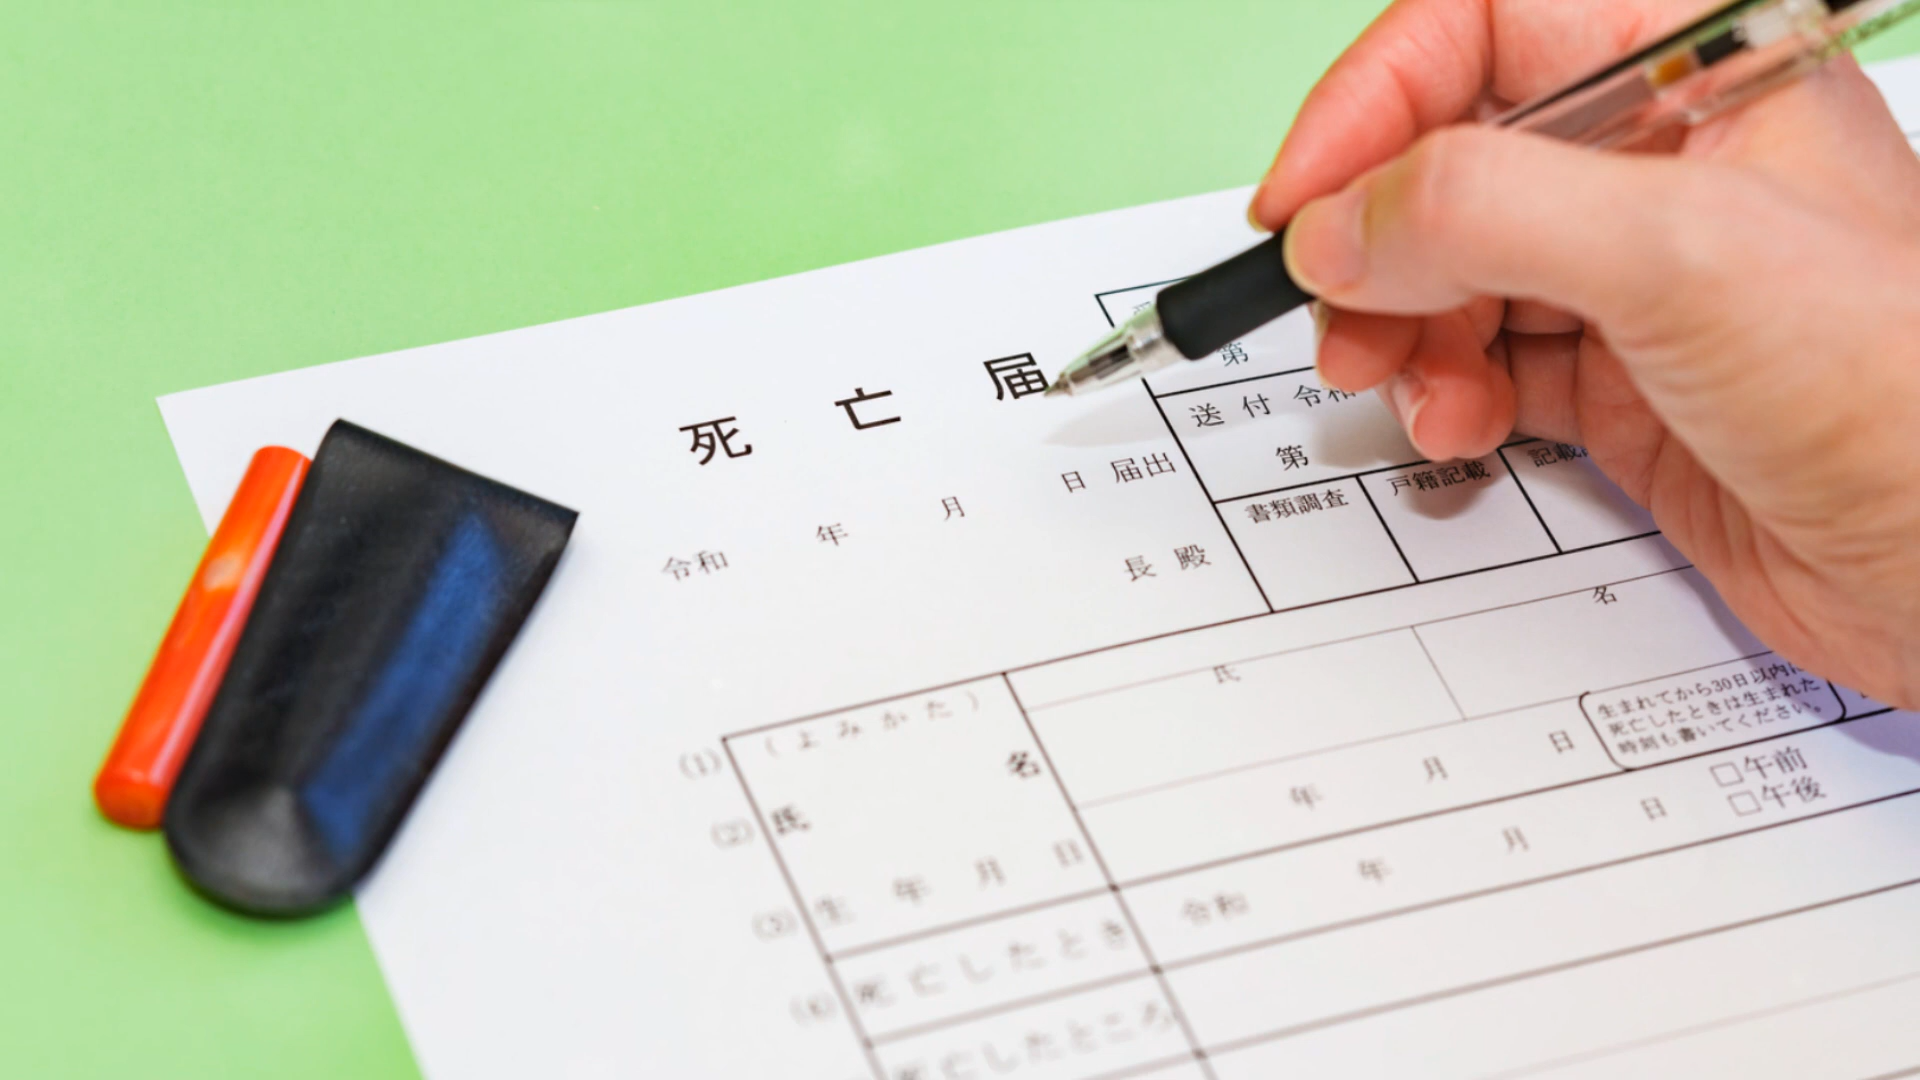 死亡届
令和 年 月 日 届出
長 殿
第
送付 令和
第
書類調査 戸籍記載 記載
(1) (よみかた)
氏 名
氏 名
(2)
生年月日 年 月 日
生まれてから30日以内に
死亡したときは生まれた
時刻も書いてください。
(3)
死亡したとき 令和 年 月 日 □午前
□午後
(4)
死亡したところ